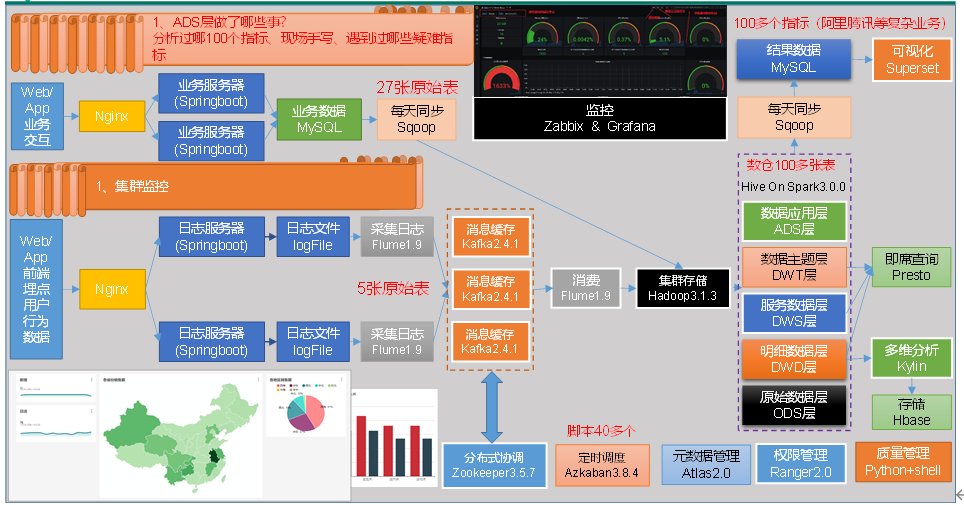 1、ADS层做了哪些事?
分析过哪100个指标、现场手写、遇到过哪些疑难指
标
100多个指标（阿里腾讯等复杂业务）
Web/
App
业务
交互
Nginx
业务服务器
(Springboot)
业务服务器
(Springboot)
业务数据
MySQL
27张原始表
每天同步
Sqoop
24%
0.0042%
0.37%
5.1%
0%
1633%
0%
监控
Zabbix & Grafana
结果数据
MySQL
可视化
Superset
每天同步
Sqoop
1、集群监控
数仓100多张表
Hive On Spark3.0.0
Web/
App
前端
埋点
用户
行为
数据
Nginx
日志服务器
(Springboot)
日志文件
logFile
采集日志
Flume1.9
日志服务器
(Springboot)
日志文件
logFile
采集日志
Flume1.9
5张原始表
消息缓存
Kafka2.4.1
消息缓存
Kafka2.4.1
消息缓存
Kafka2.4.1
消费
Flume1.9
集群存储
Hadoop3.1.3
数据应用层
ADS层
数据主题层
DWT层
服务数据层
DWS层
明细数据层
DWD层
原始数据层
ODS层
即席查询
Presto
多维分析
Kylin
存储
Hbase
脚本40多个
分布式协调
Zookeeper3.5.7
定时调度
Azkaban3.8.4
元数据管理
Atlas2.0
权限管理
Ranger2.0
质量管理
Python+shell